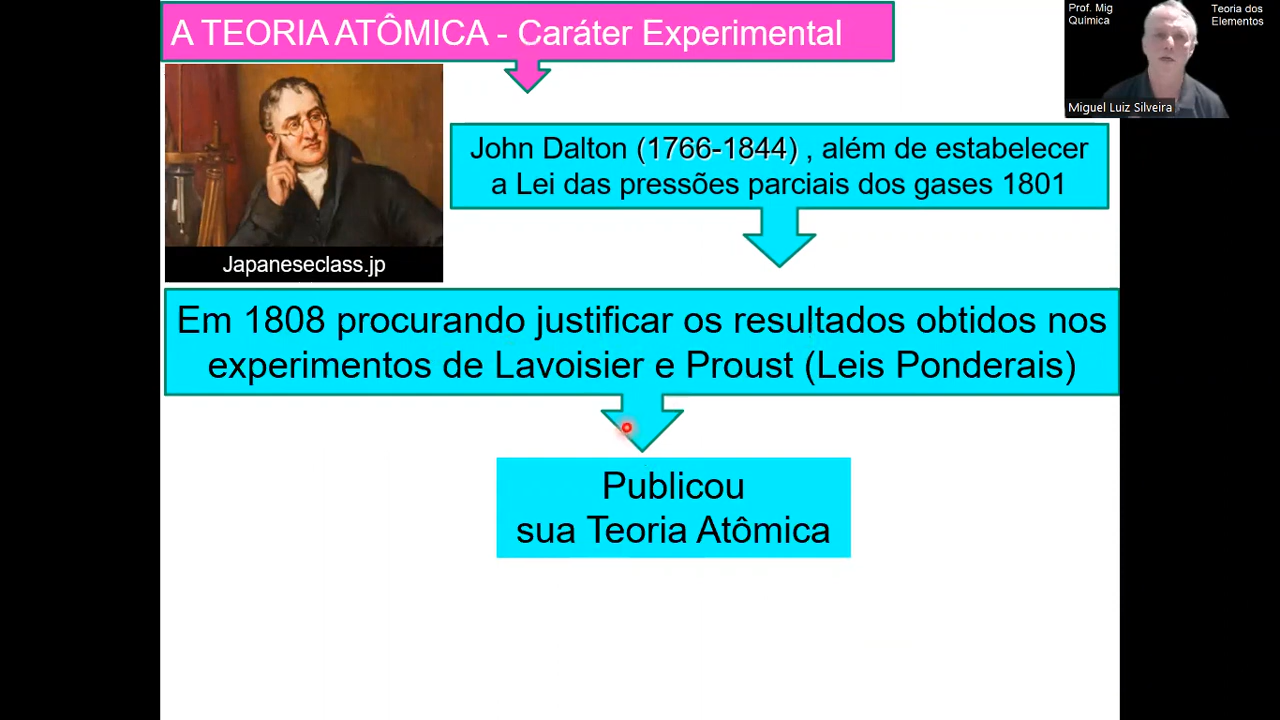 A TEORIA ATÔMICA - Caráter Experimental
Prof. Mig
Química
Teoria dos
Elementos
Miguel Luiz Silveira
John Dalton (1766-1844) , além de estabelecer
a Lei das pressões parciais dos gases 1801
Japaneseclass.jp
Em 1808 procurando justificar os resultados obtidos nos
experimentos de Lavoisier e Proust (Leis Ponderais)
Publicou
sua Teoria Atômica